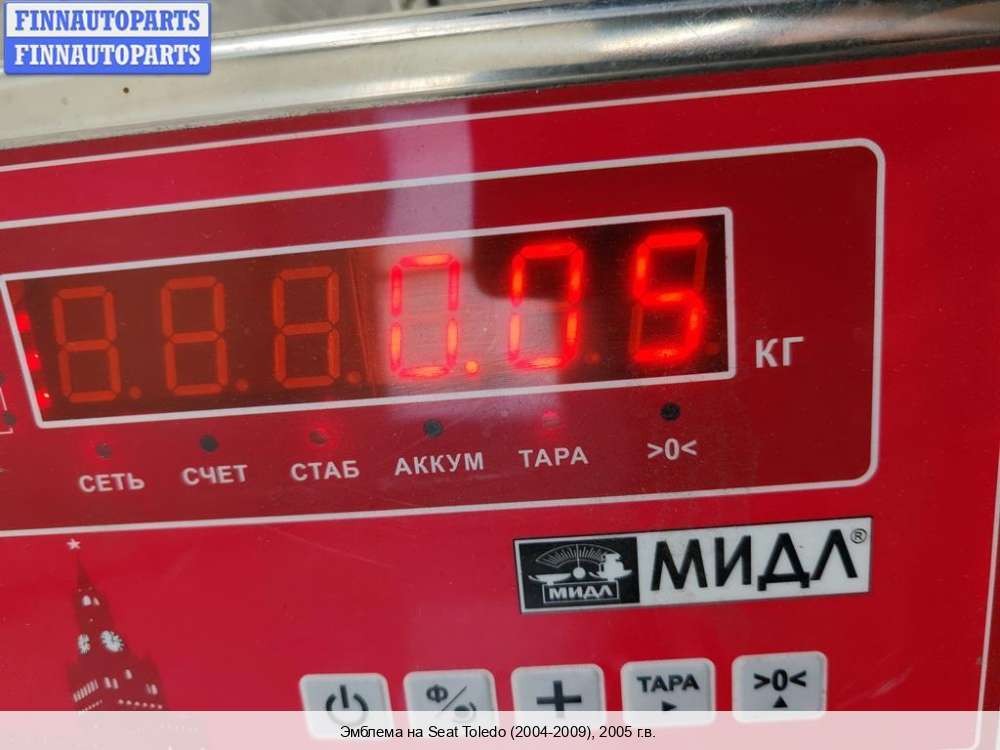 FINNAUTOPARTS
FINNAUTOPARTS
0.05
КГ
СЕТЬ СЧЕТ СТАБ АККУМ ТАРА >0<
МИДЛ МИДЛ®
Ф/ + ТАРА >0<
Эмблема на Seat Toledo (2004-2009), 2005 г.в.